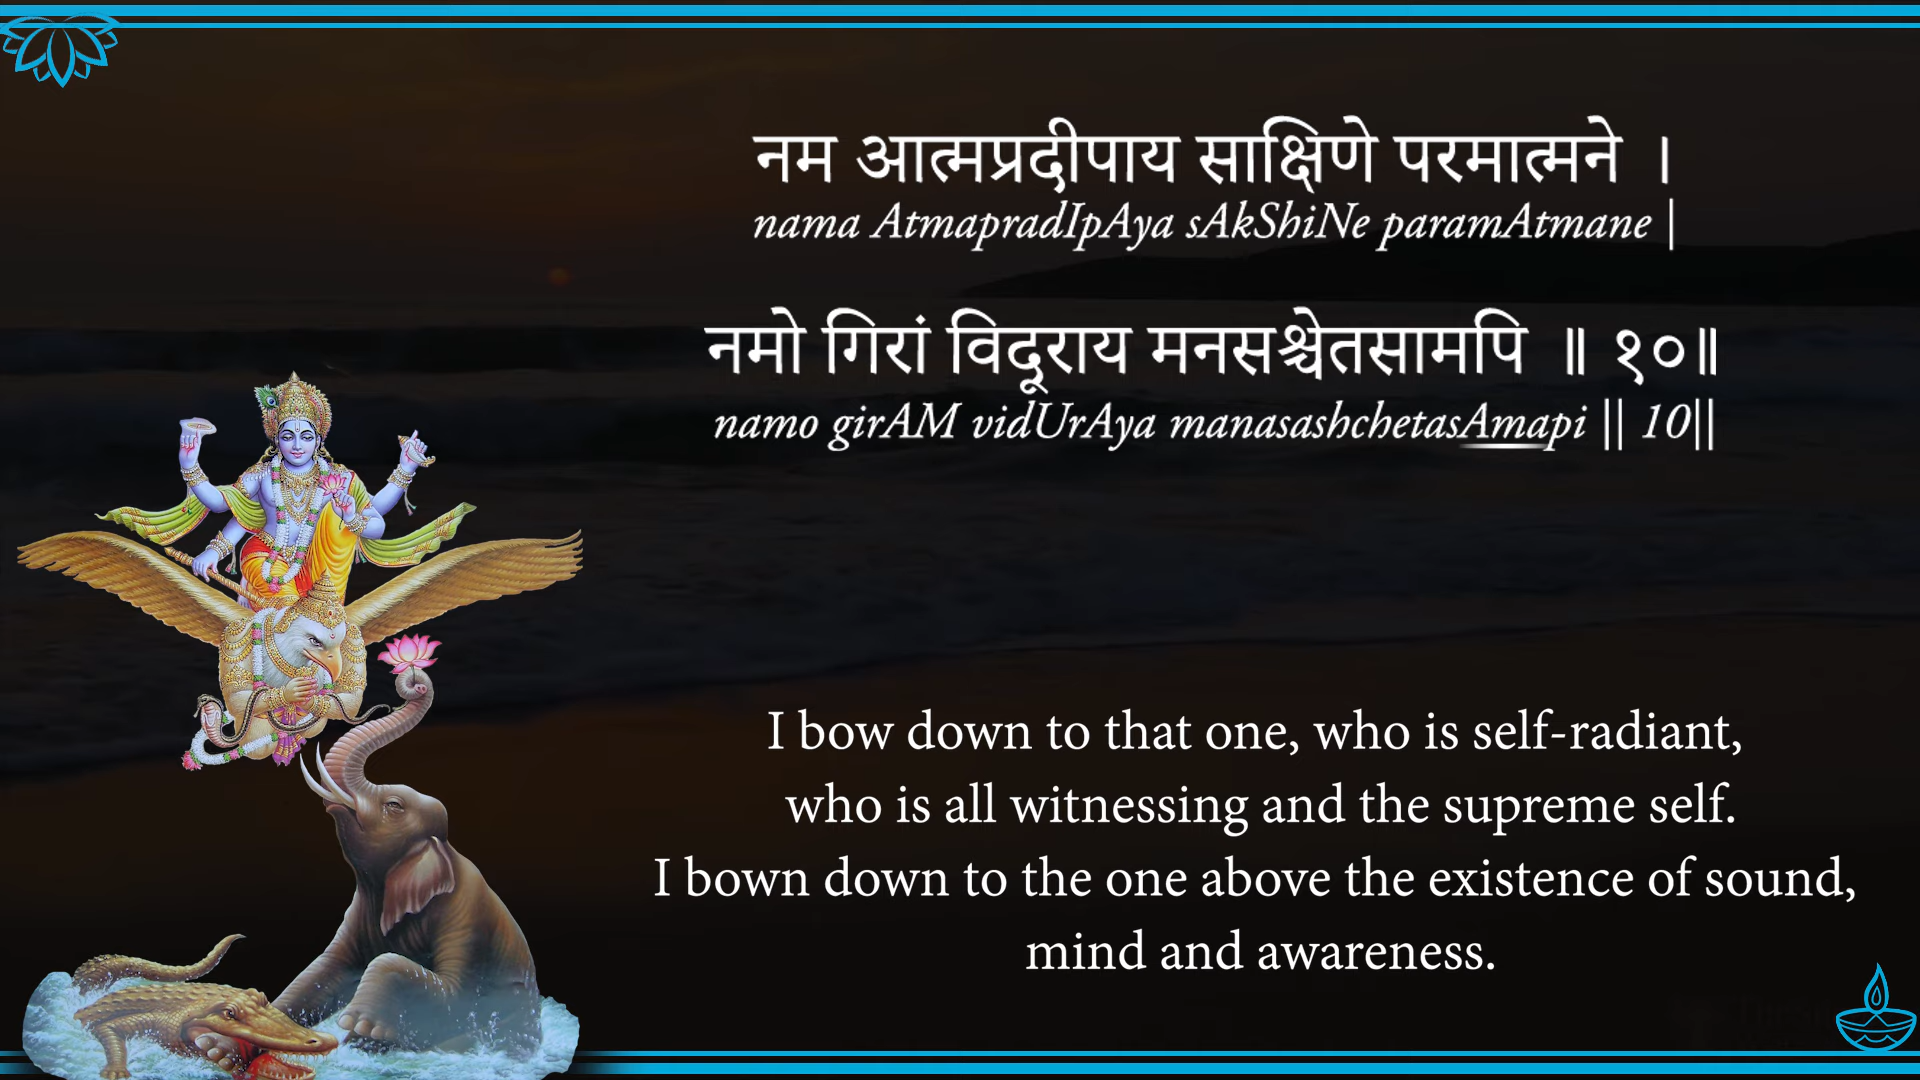 नम आत्मप्रदीपाय साक्षिणे परमात्मने ।
nama AtmapradIpAya sAkShiNe paramAtmane |
नमो गिरां विदूराय मनसश्चेतसामपि ॥ १०॥
namo girAM vidUrAya manasashchetasAmapi || 10||
I bow down to that one, who is self-radiant,
who is all witnessing and the supreme self.
I bown down to the one above the existence of sound,
mind and awareness.